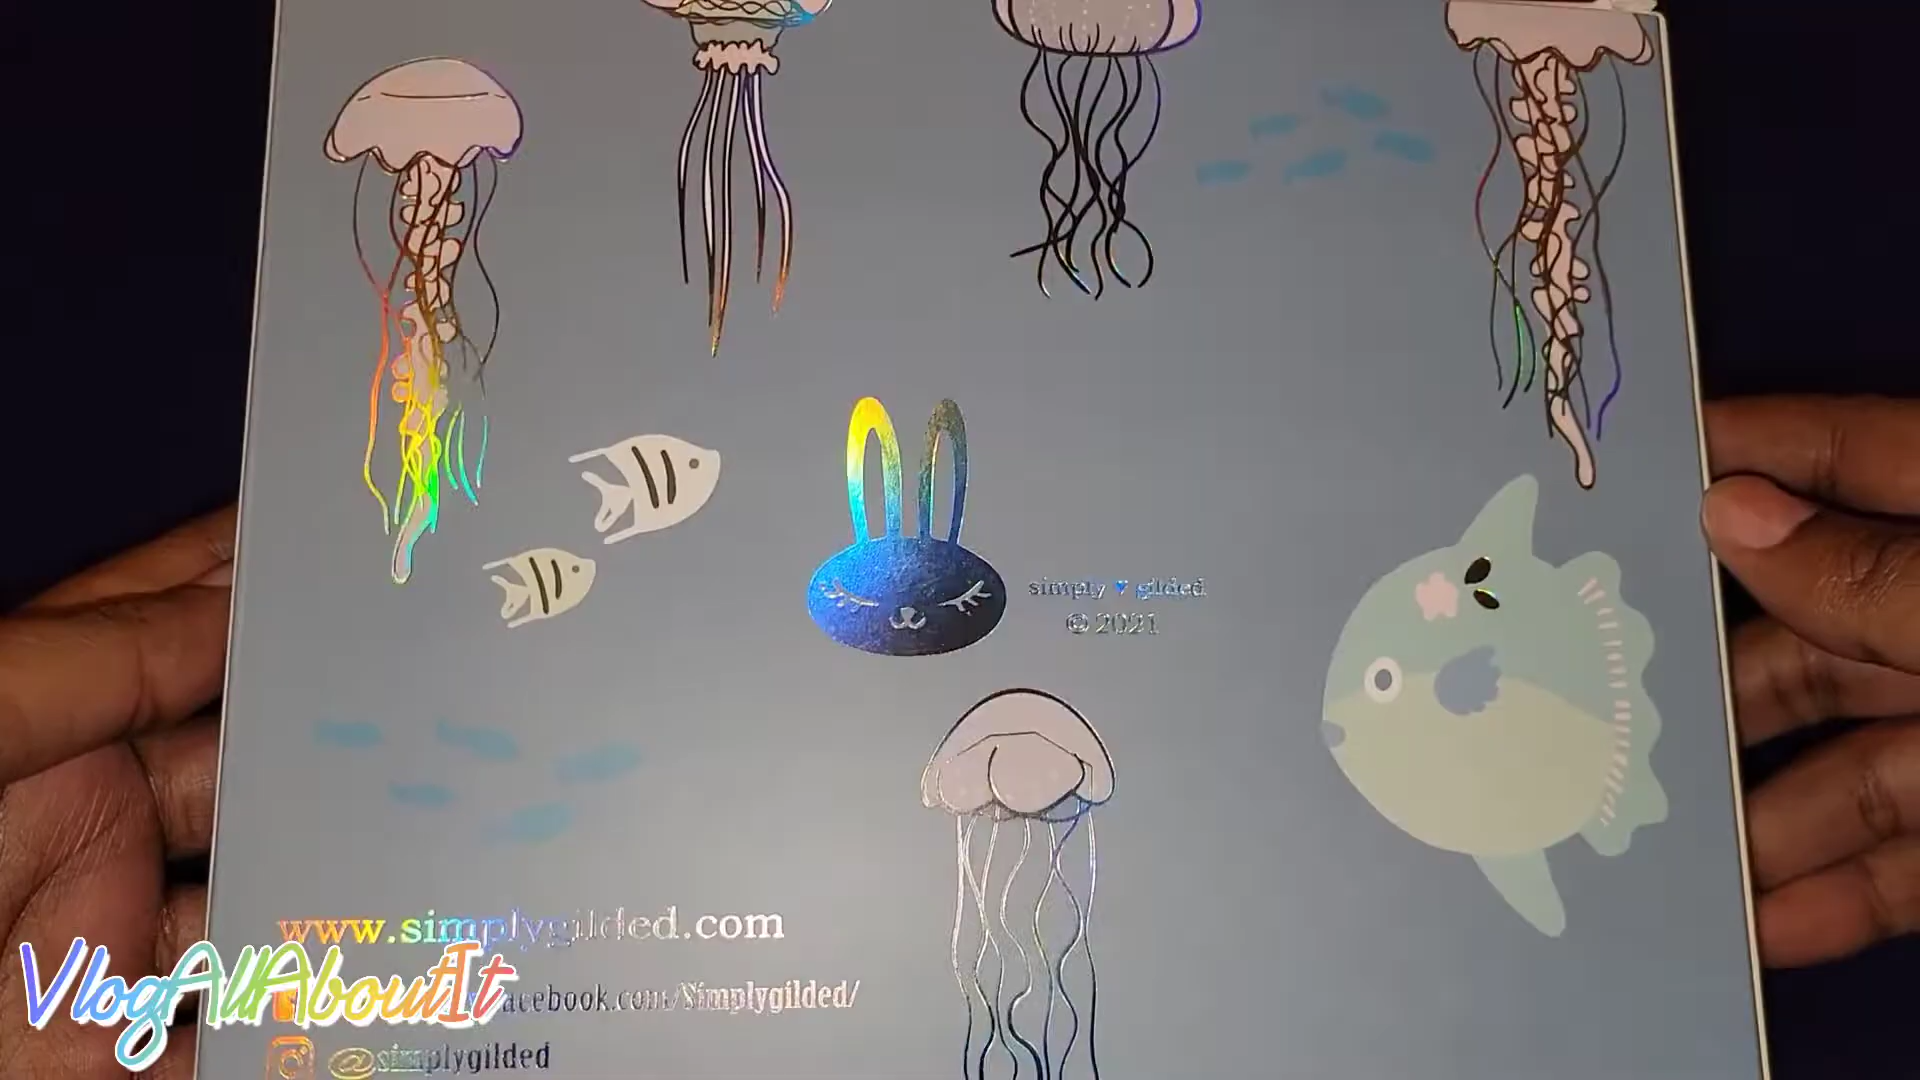 simply ♥ gilded
© 2021
www.simplygilded.com
facebook.com/Simplygilded/
@simplygilded
VlogAllAboutIt